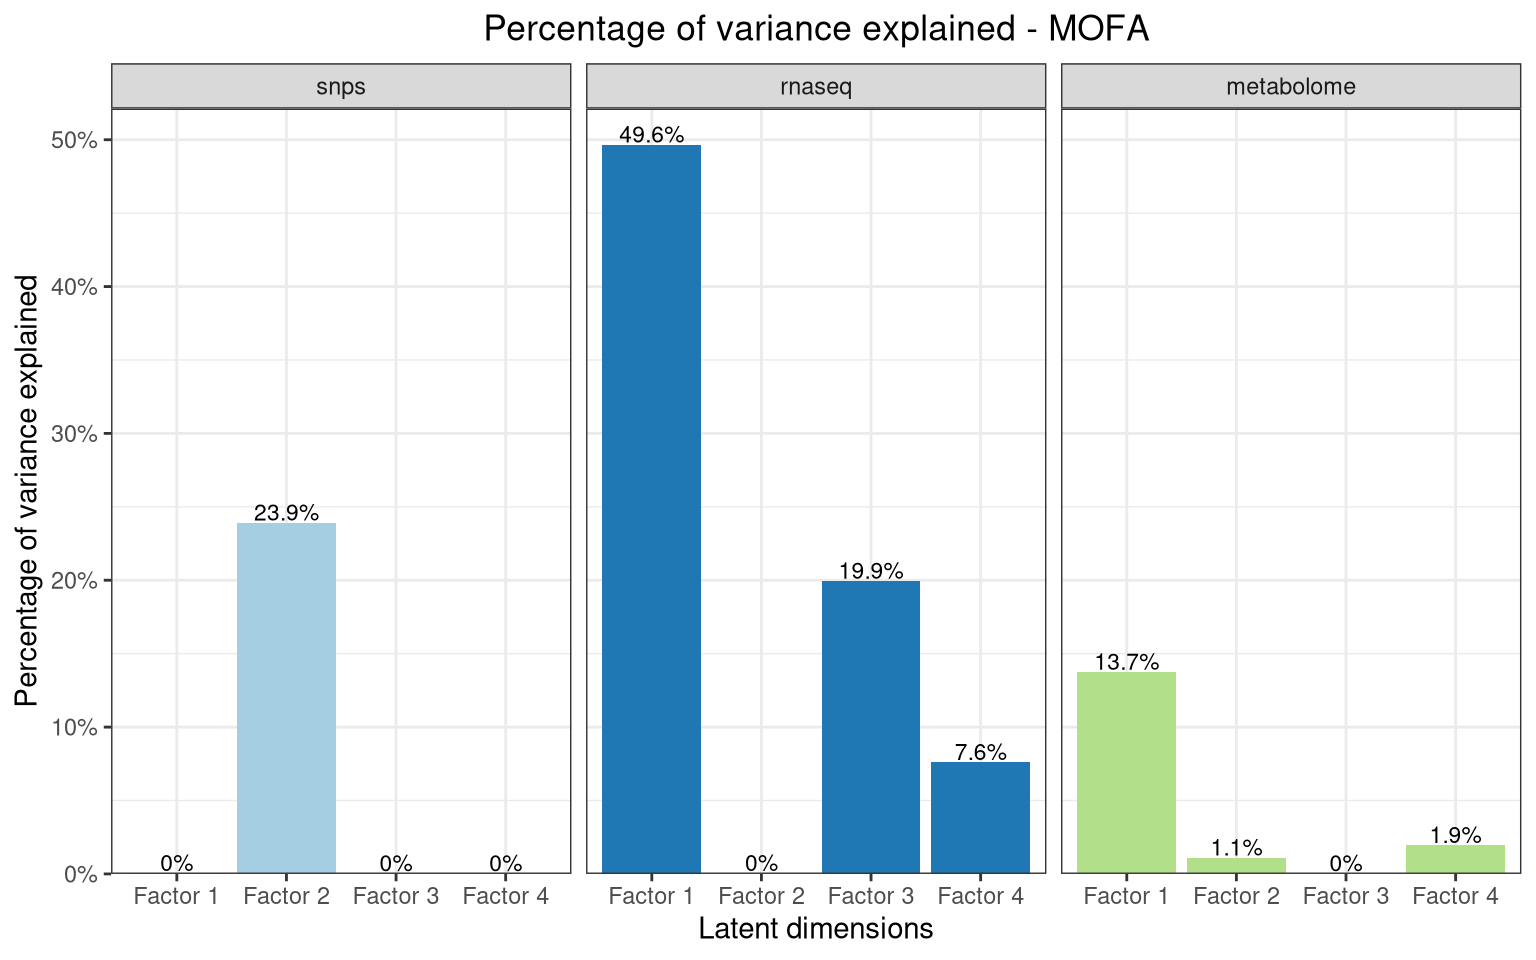 Percentage of variance explained - MOFA
snps
rnaseq
metabolome
Percentage of variance explained
50%
40%
30%
20%
10%
0%
0%
23.9%
0%
0%
49.6%
0%
19.9%
7.6%
13.7%
1.1%
0%
1.9%
Factor 1 Factor 2 Factor 3 Factor 4
Factor 1 Factor 2 Factor 3 Factor 4
Factor 1 Factor 2 Factor 3 Factor 4
Latent dimensions